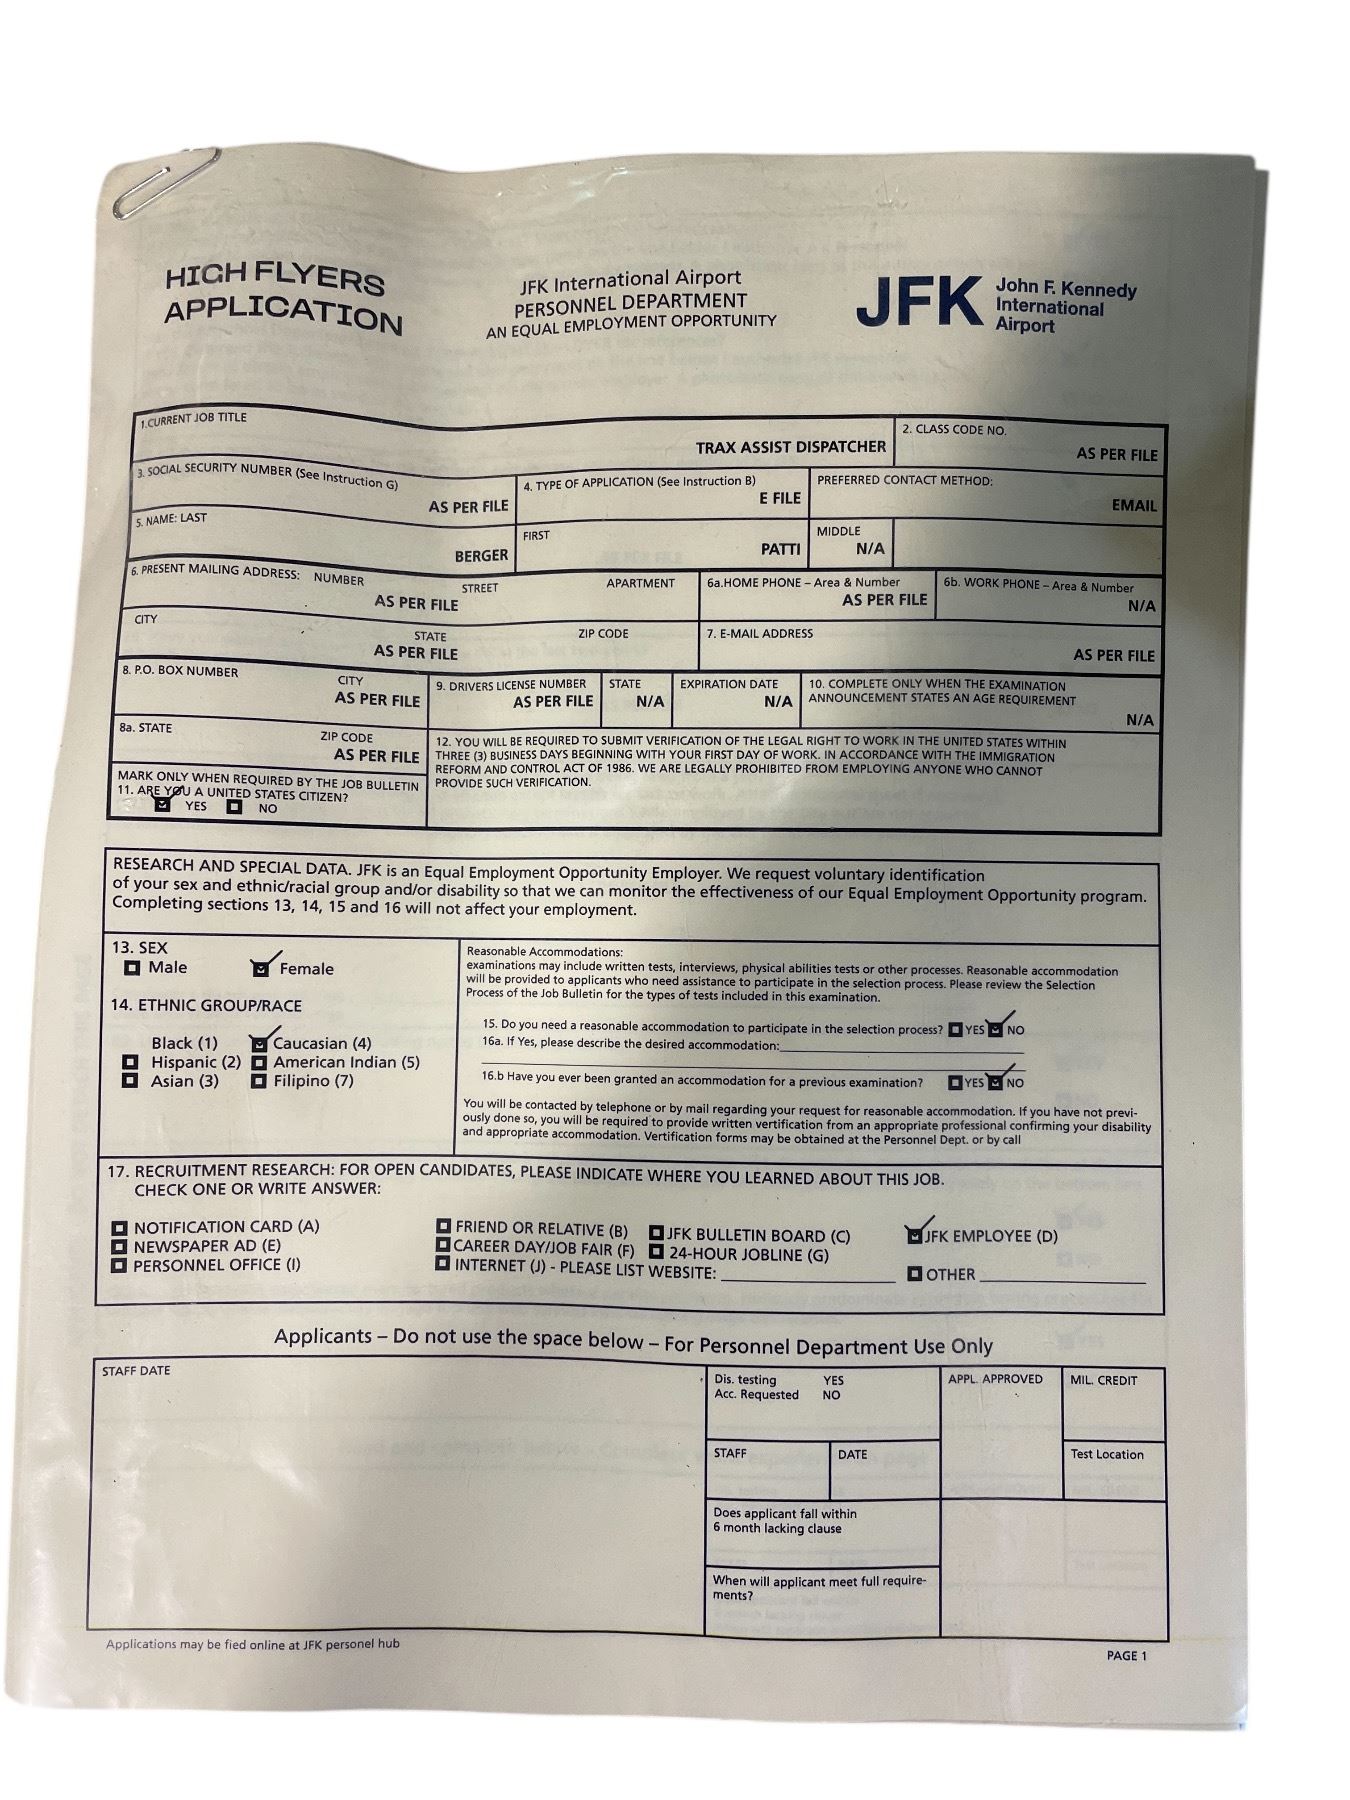 HIGH FLYERS
APPLICATION
JFK International Airport
PERSONNEL DEPARTMENT
AN EQUAL EMPLOYMENT OPPORTUNITY
JFK John F. Kennedy
International
Airport
1.CURRENT JOB TITLE
TRAX ASSIST DISPATCHER
2. CLASS CODE NO.
AS PER FILE
3. SOCIAL SECURITY NUMBER (See Instruction G)
AS PER FILE
4. TYPE OF APPLICATION (See Instruction B)
E FILE
PREFERRED CONTACT METHOD:
EMAIL
5. NAME: LAST
BERGER
FIRST
PATTI
MIDDLE
N/A
6. PRESENT MAILING ADDRESS: NUMBER STREET APARTMENT
AS PER FILE
6a.HOME PHONE – Area & Number
AS PER FILE
6b. WORK PHONE – Area & Number
N/A
CITY STATE ZIP CODE
AS PER FILE
7. E-MAIL ADDRESS
AS PER FILE
8. P.O. BOX NUMBER CITY
AS PER FILE
9. DRIVERS LICENSE NUMBER
AS PER FILE
STATE
N/A
EXPIRATION DATE
N/A
10. COMPLETE ONLY WHEN THE EXAMINATION
ANNOUNCEMENT STATES AN AGE REQUIREMENT
N/A
8a. STATE ZIP CODE
AS PER FILE
MARK ONLY WHEN REQUIRED BY THE JOB BULLETIN
11. ARE YOU A UNITED STATES CITIZEN?
YES NO
12. YOU WILL BE REQUIRED TO SUBMIT VERIFICATION OF THE LEGAL RIGHT TO WORK IN THE UNITED STATES WITHIN
THREE (3) BUSINESS DAYS BEGINNING WITH YOUR FIRST DAY OF WORK. IN ACCORDANCE WITH THE IMMIGRATION
REFORM AND CONTROL ACT OF 1986. WE ARE LEGALLY PROHIBITED FROM EMPLOYING ANYONE WHO CANNOT
PROVIDE SUCH VERIFICATION.
RESEARCH AND SPECIAL DATA. JFK is an Equal Employment Opportunity Employer. We request voluntary identification
of your sex and ethnic/racial group and/or disability so that we can monitor the effectiveness of our Equal Employment Opportunity program.
Completing sections 13, 14, 15 and 16 will not affect your employment.
13. SEX
Male Female
14. ETHNIC GROUP/RACE
Black (1) Caucasian (4)
Hispanic (2) American Indian (5)
Asian (3) Filipino (7)
Reasonable Accommodations:
examinations may include written tests, interviews, physical abilities tests or other processes. Reasonable accommodation
will be provided to applicants who need assistance to participate in the selection process. Please review the Selection
Process of the Job Bulletin for the types of tests included in this examination.
15. Do you need a reasonable accommodation to participate in the selection process? YES NO
16a. If Yes, please describe the desired accommodation:
16.b Have you ever been granted an accommodation for a previous examination? YES NO
You will be contacted by telephone or by mail regarding your request for reasonable accommodation. If you have not previ-
ously done so, you will be required to provide written vertification from an appropriate professional confirming your disability
and appropriate accommodation. Vertification forms may be obtained at the Personnel Dept. or by call
17. RECRUITMENT RESEARCH: FOR OPEN CANDIDATES, PLEASE INDICATE WHERE YOU LEARNED ABOUT THIS JOB.
CHECK ONE OR WRITE ANSWER:
NOTIFICATION CARD (A) FRIEND OR RELATIVE (B) JFK BULLETIN BOARD (C) JFK EMPLOYEE (D)
NEWSPAPER AD (E) CAREER DAY/JOB FAIR (F) 24-HOUR JOBLINE (G)
PERSONNEL OFFICE (I) INTERNET (J) - PLEASE LIST WEBSITE: OTHER
Applicants – Do not use the space below – For Personnel Department Use Only
STAFF DATE
Dis. testing YES
Acc. Requested NO
APPL. APPROVED
MIL. CREDIT
STAFF
DATE
Test Location
Does applicant fall within
6 month lacking clause
When will applicant meet full require-
ments?
Applications may be fied online at JFK personel hub
PAGE 1